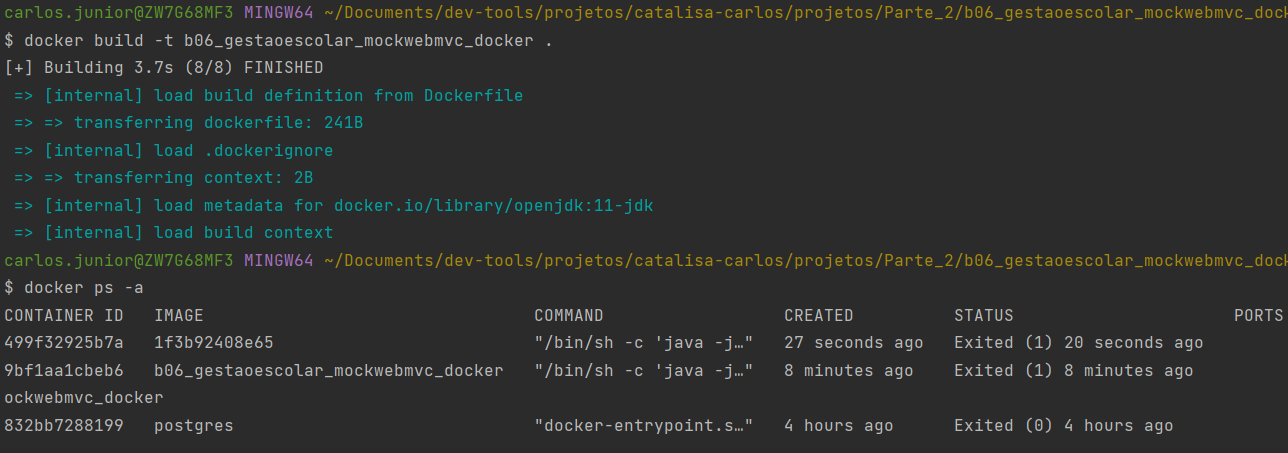 carlos.junior@ZW7G68MF3 MINGW64 ~/Documents/dev-tools/projetos/catalisa-carlos/projetos/Parte_2/b06_gestaoescolar_mockwebmvc_dock
$ docker build -t b06_gestaoescolar_mockwebmvc_docker .
[+] Building 3.7s (8/8) FINISHED
=> [internal] load build definition from Dockerfile
=> => transferring dockerfile: 241B
=> [internal] load .dockerignore
=> => transferring context: 2B
=> [internal] load metadata for docker.io/library/openjdk:11-jdk
=> [internal] load build context
carlos.junior@ZW7G68MF3 MINGW64 ~/Documents/dev-tools/projetos/catalisa-carlos/projetos/Parte_2/b06_gestaoescolar_mockwebmvc_dock
$ docker ps -a
CONTAINER ID   IMAGE                                 COMMAND                  CREATED          STATUS                      PORTS
499f32925b7a   1f3b92408e65                          "/bin/sh -c 'java -j…"   27 seconds ago   Exited (1) 20 seconds ago
9bf1aa1cbeb6   b06_gestaoescolar_mockwebmvc_docker   "/bin/sh -c 'java -j…"   8 minutes ago    Exited (1) 8 minutes ago
ockwebmvc_docker
832bb7288199   postgres                              "docker-entrypoint.s…"   4 hours ago      Exited (0) 4 hours ago